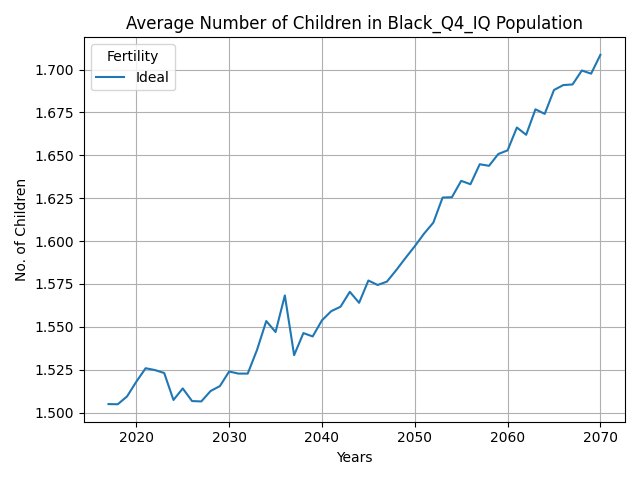 Average Number of Children in Black_Q4_IQ Population
Fertility
Ideal
No. of Children
1.700
1.675
1.650
1.625
1.600
1.575
1.550
1.525
1.500
2020 2030 2040 2050 2060 2070
Years